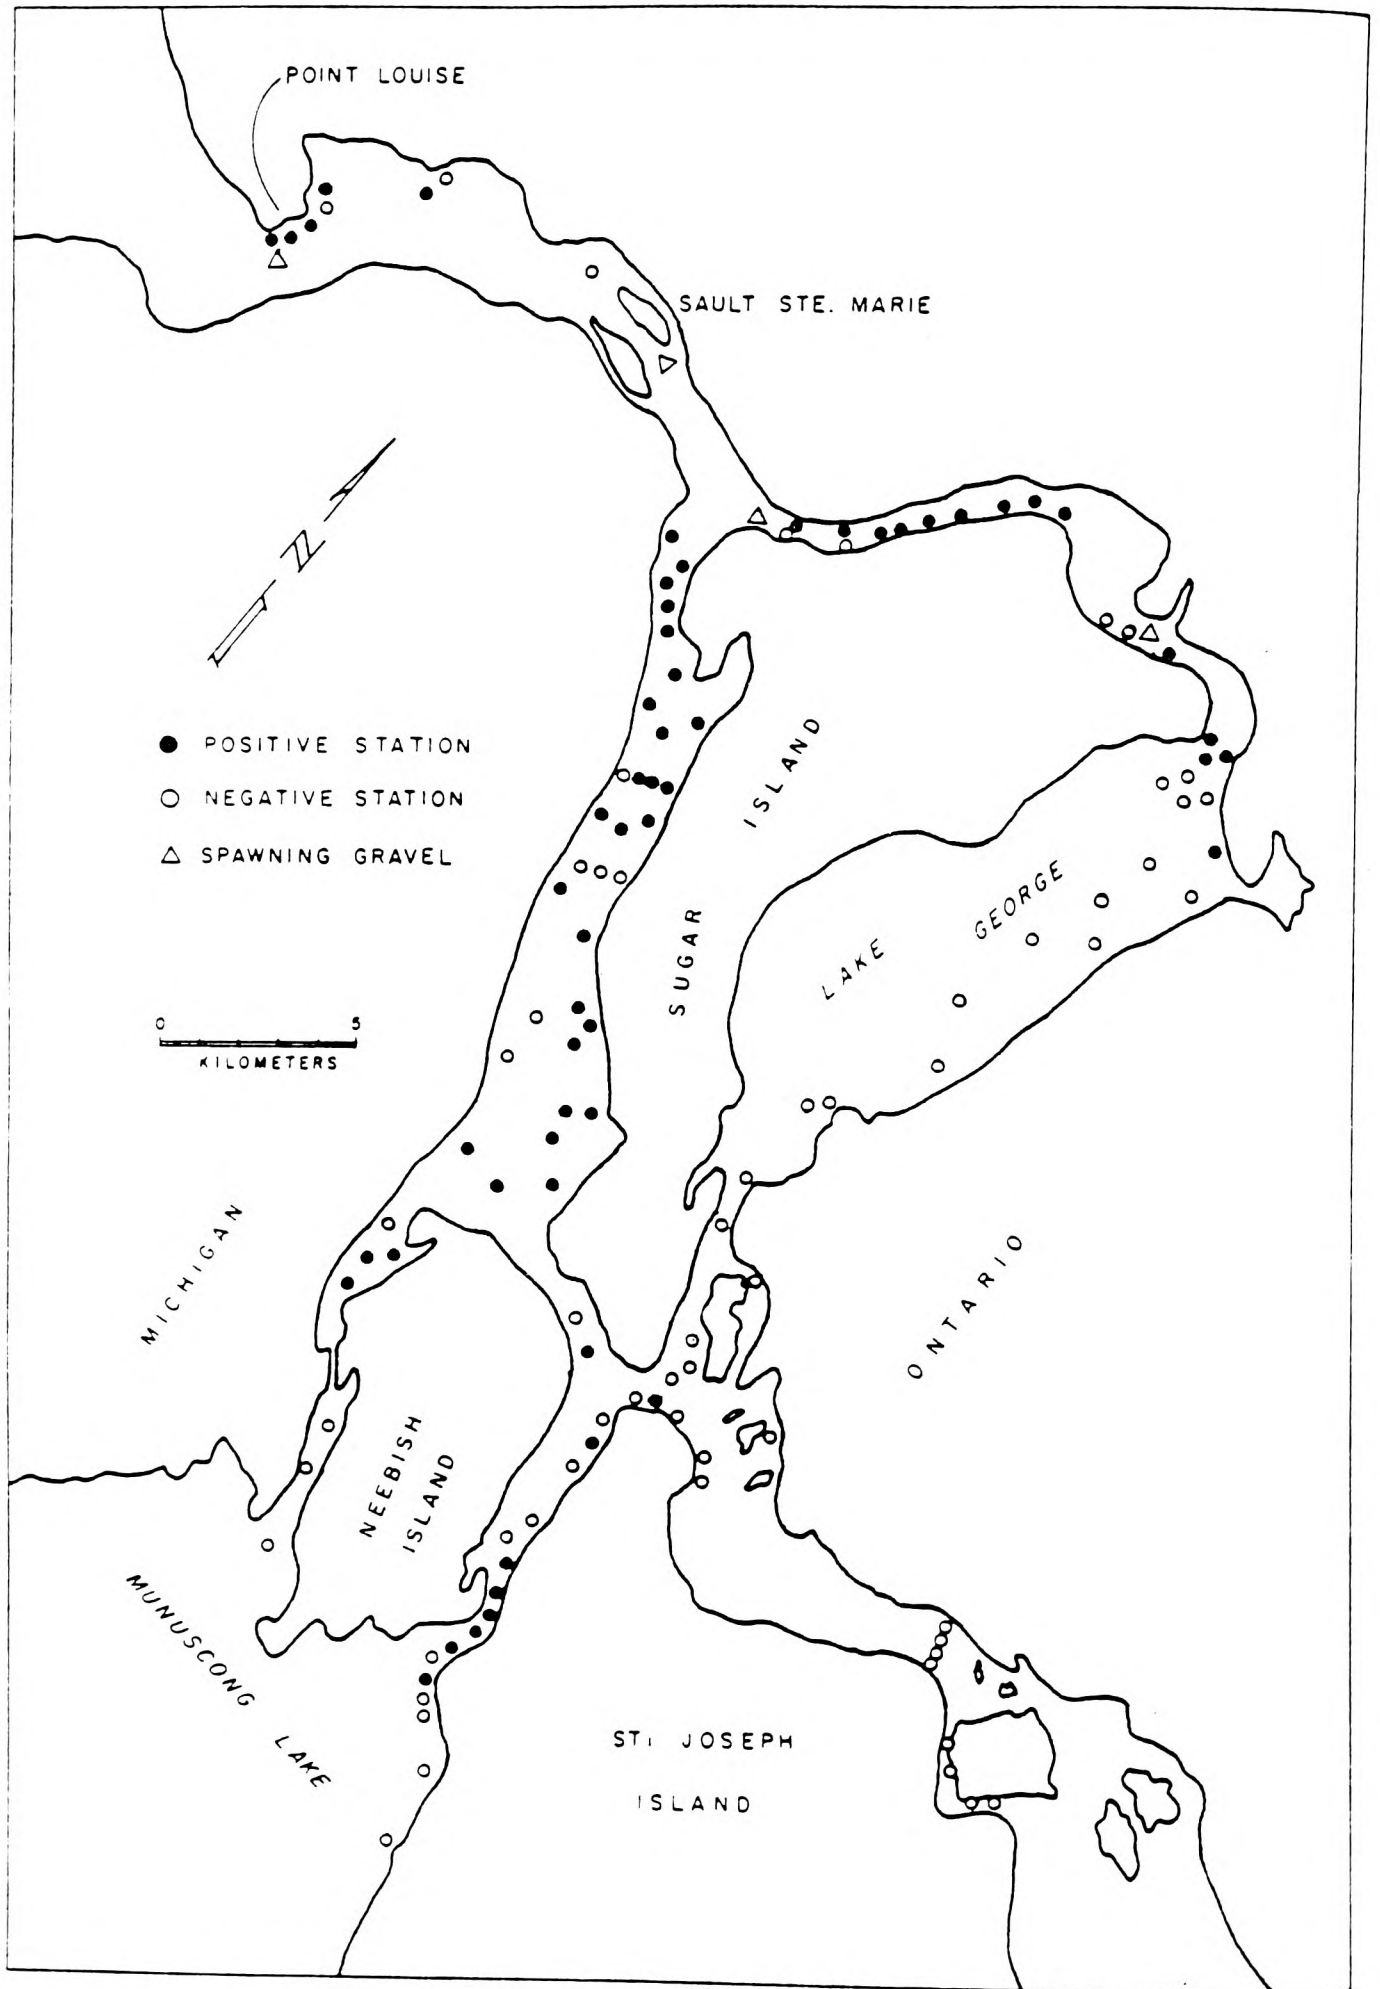 POINT LOUISE
SAULT STE. MARIE
N
POSITIVE STATION
NEGATIVE STATION
SPAWNING GRAVEL
SUGAR ISLAND
LAKE GEORGE
0 5
KILOMETERS
MICHIGAN
ONTARIO
NEEBISH
ISLAND
MUNUSCONG LAKE
ST. JOSEPH
ISLAND